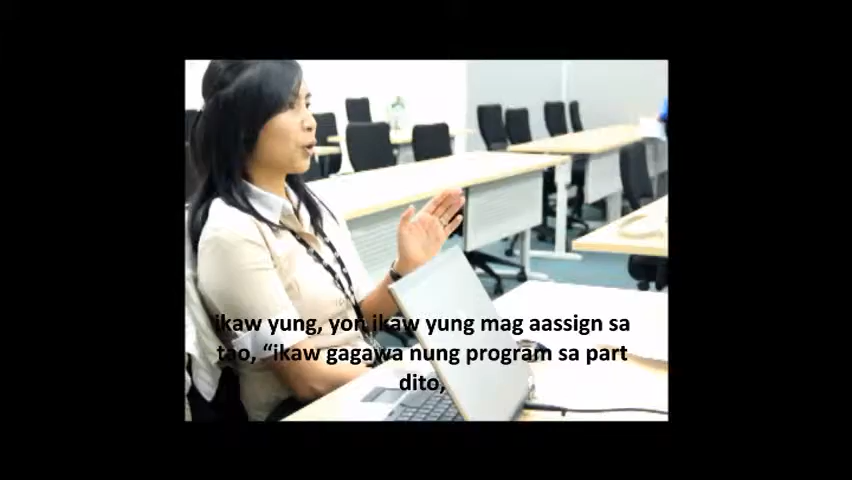 ikaw yung, yon ikaw yung mag aassign sa
tao, “ikaw gagawa nung program sa part
dito,